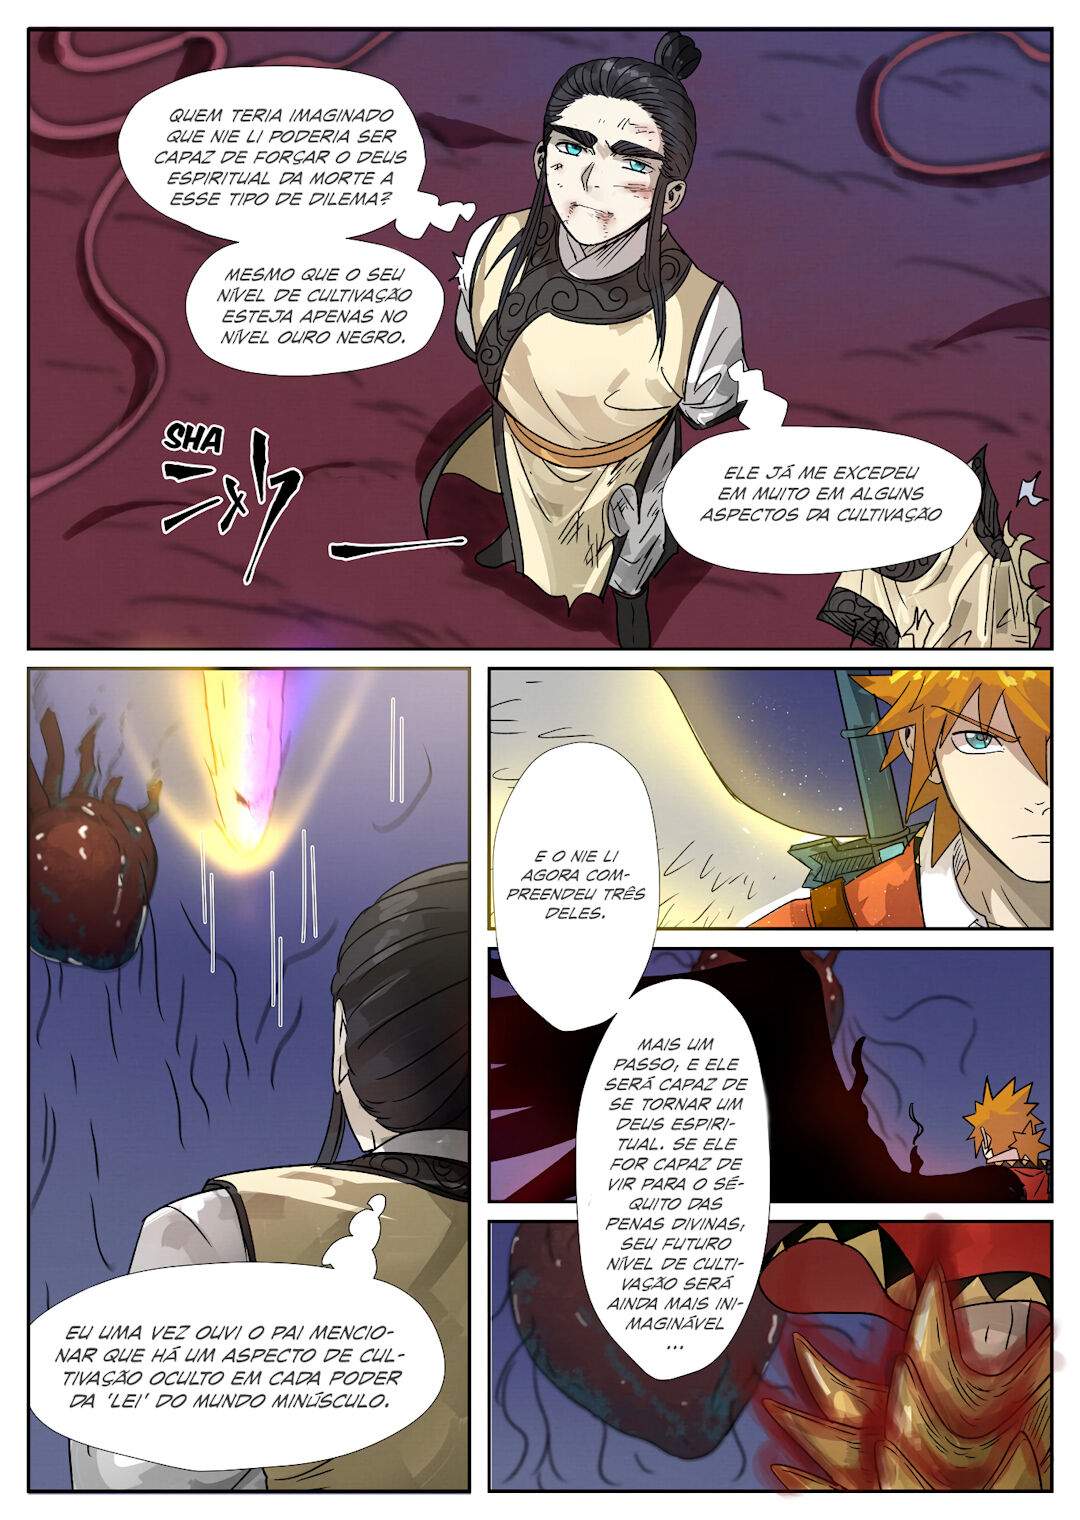 QUEM TERIA IMAGINADO
QUE NIE LI PODERIA SER
CAPAZ DE FORÇAR O DEUS
ESPIRITUAL DA MORTE A
ESSE TIPO DE DILEMA?
MESMO QUE O SEU
NÍVEL DE CULTIVAÇÃO
ESTEJA APENAS NO
NÍVEL OURO NEGRO.
SHA
ELE JÁ ME EXCEDEU
EM MUITO EM ALGUNS
ASPECTOS DA CULTIVAÇÃO
EU UMA VEZ OUVI O PAI MENCIO-
NAR QUE HÁ UM ASPECTO DE CUL-
TIVAÇÃO OCULTO EM CADA PODER
DA 'LEI' DO MUNDO MINÚSCULO.
E O NIE LI
AGORA COM-
PREENDEU TRÊS
DELES.
MAIS UM
PASSO, E ELE
SERÁ CAPAZ DE
SE TORNAR UM
DEUS ESPIRI-
TUAL. SE ELE
FOR CAPAZ DE
VIR PARA O SÉ-
QUITO DAS
PENAS DIVINAS,
SEU FUTURO
NÍVEL DE CULTI-
VAÇÃO SERÁ
AINDA MAIS INI-
MAGINÁVEL
...